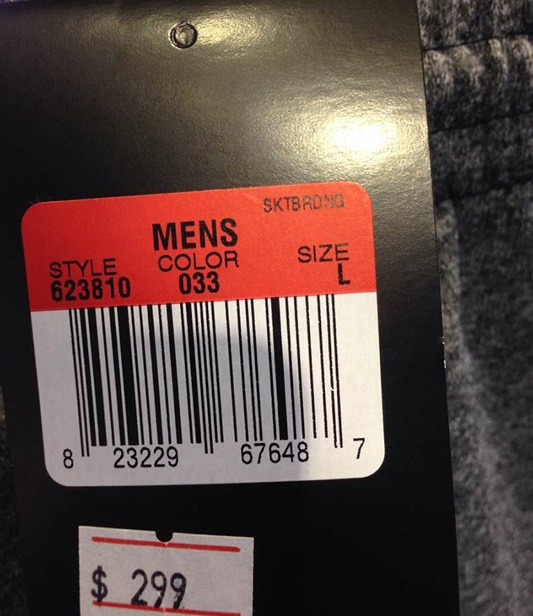 SKTBRDNG
MENS
STYLE COLOR SIZE
623810 033 L
8 23229 67648 7
$ 299